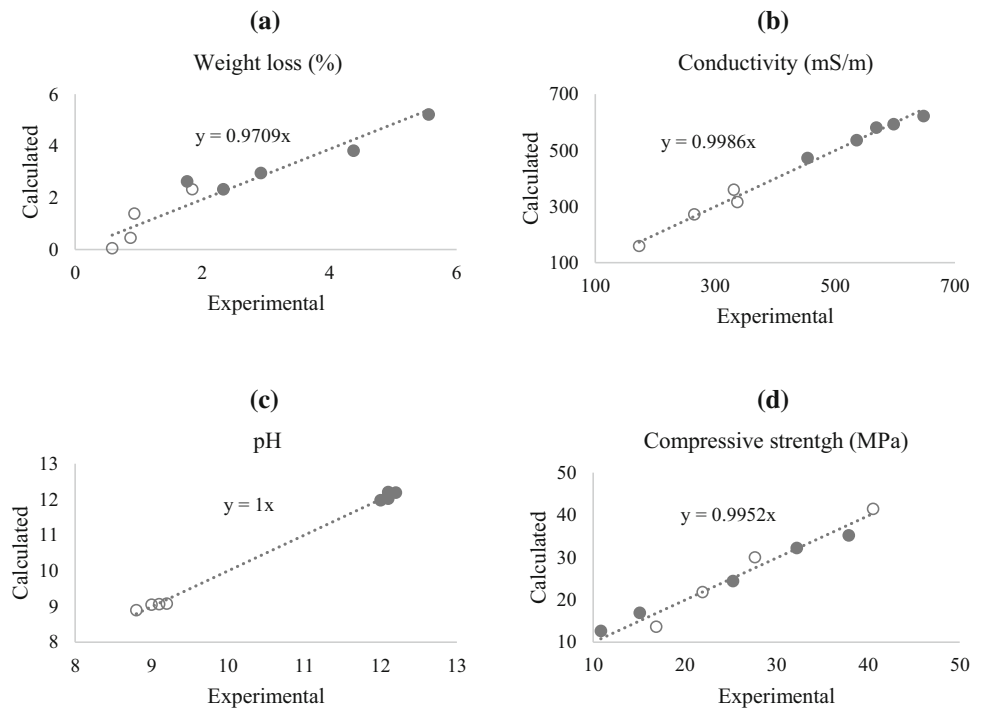 (a)
Weight loss (%)
6
4
2
0
0
2
4
6
y = 0.9709x
Calculated
Experimental
(b)
Conductivity (mS/m)
700
500
300
100
100
300
500
700
y = 0.9986x
Calculated
Experimental
(c)
pH
13
12
11
10
9
8
8
9
10
11
12
13
y = 1x
Calculated
Experimental
(d)
Compressive strentgh (MPa)
50
40
30
20
10
10
20
30
40
50
y = 0.9952x
Calculated
Experimental